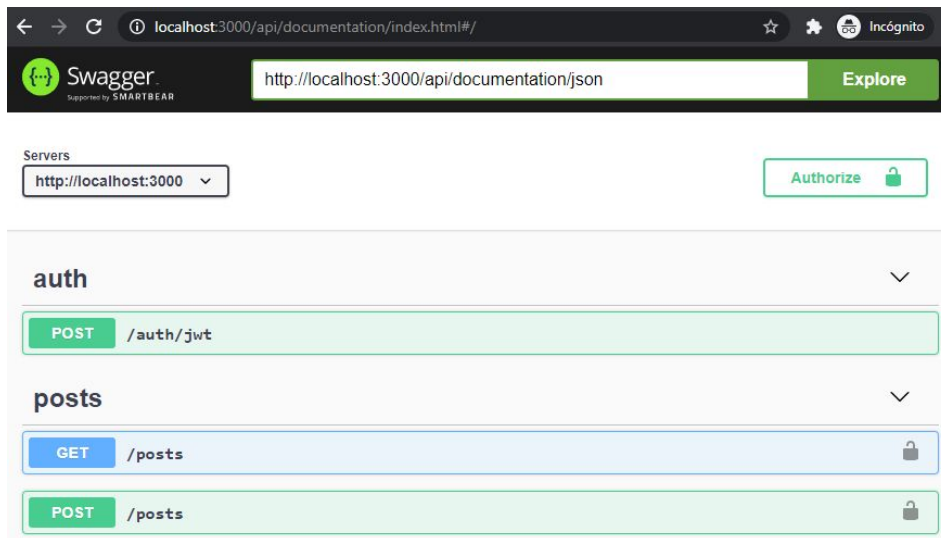 localhost:3000/api/documentation/index.html#/ Incógnito
Swagger. http://localhost:3000/api/documentation/json Explore
Supported by SMARTBEAR
Servers
http://localhost:3000 Authorize
auth
POST /auth/jwt
posts
GET /posts
POST /posts